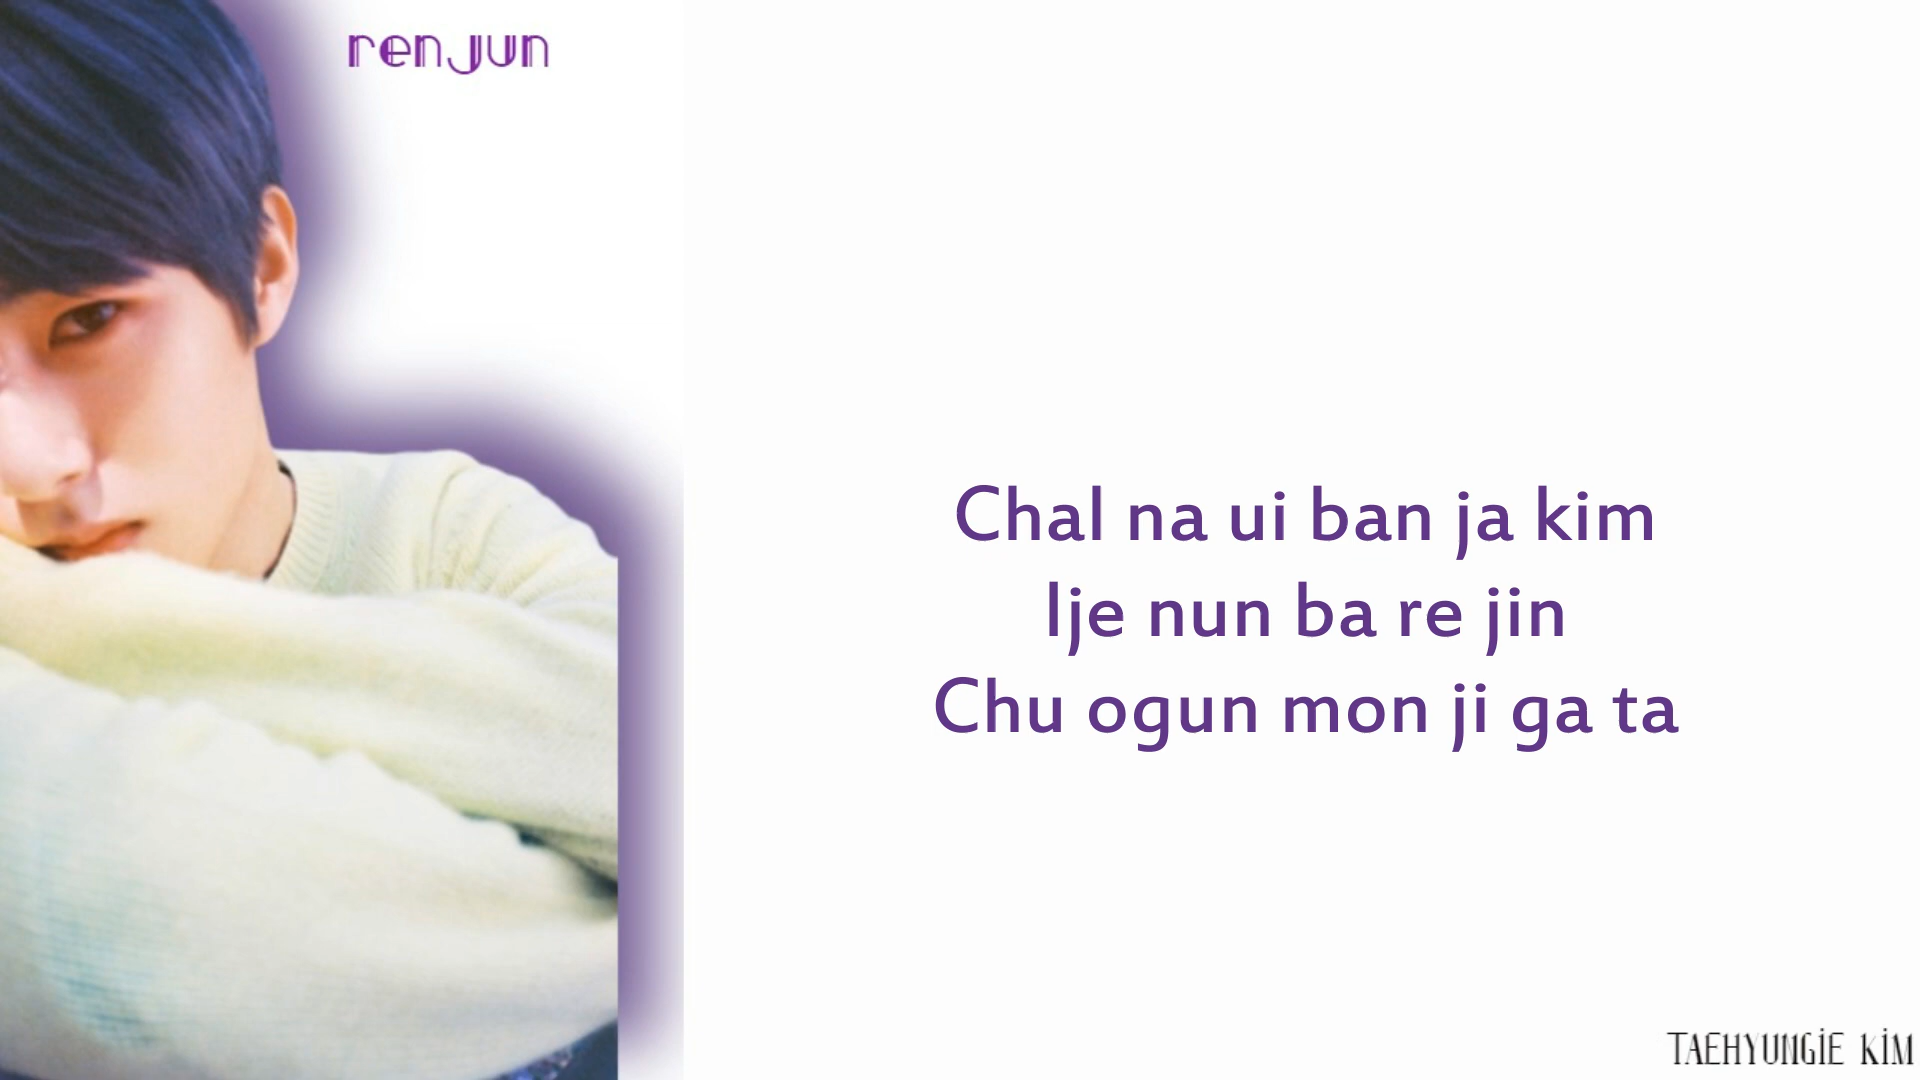 renjun
Chal na ui ban ja kim
Ije nun ba re jin
Chu ogun mon ji ga ta
TAEHYUNGiE KiM